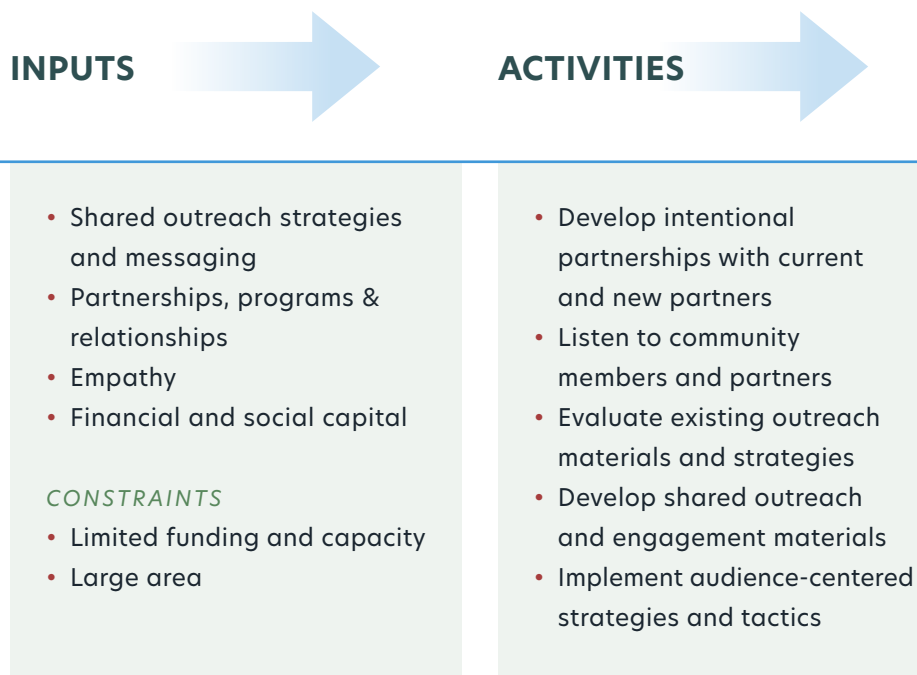 INPUTS
• Shared outreach strategies
and messaging
• Partnerships, programs &
relationships
• Empathy
• Financial and social capital
CONSTRAINTS
• Limited funding and capacity
• Large area
ACTIVITIES
• Develop intentional
partnerships with current
and new partners
• Listen to community
members and partners
• Evaluate existing outreach
materials and strategies
• Develop shared outreach
and engagement materials
• Implement audience-centered
strategies and tactics